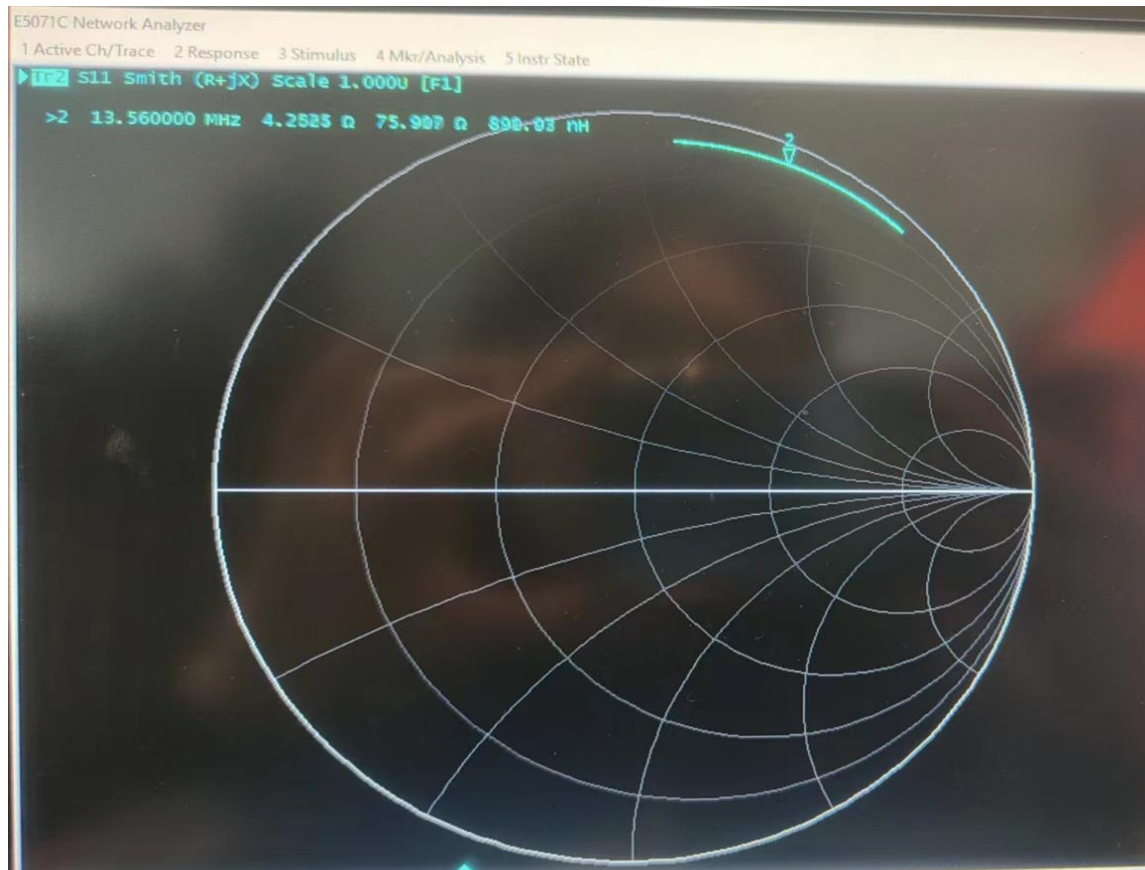 E5071C Network Analyzer
1 Active Ch/Trace 2 Response 3 Stimulus 4 Mkr/Analysis 5 Instr State
Tr2 S11 Smith (R+jX) Scale 1.000U [F1]
>2 13.560000 MHz 4.2525 Ω Ω nH
2